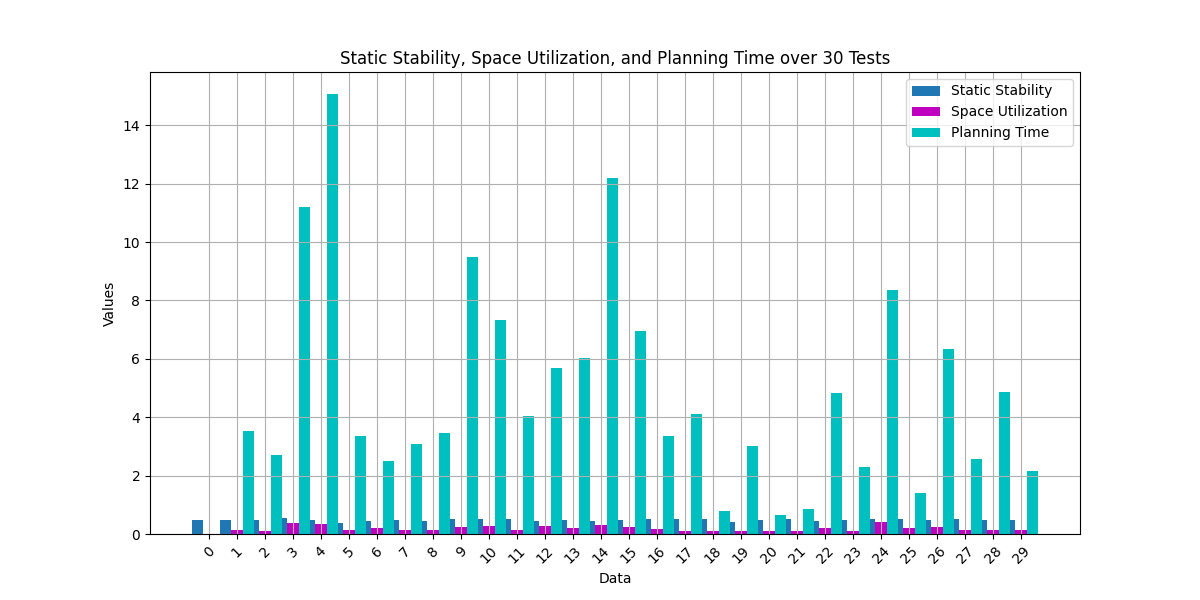 Static Stability, Space Utilization, and Planning Time over 30 Tests
Static Stability
Space Utilization
Planning Time
Values
14
12
10
8
6
4
2
0
0 1 2 3 4 5 6 7 8 9 10 11 12 13 14 15 16 17 18 19 20 21 22 23 24 25 26 27 28 29
Data